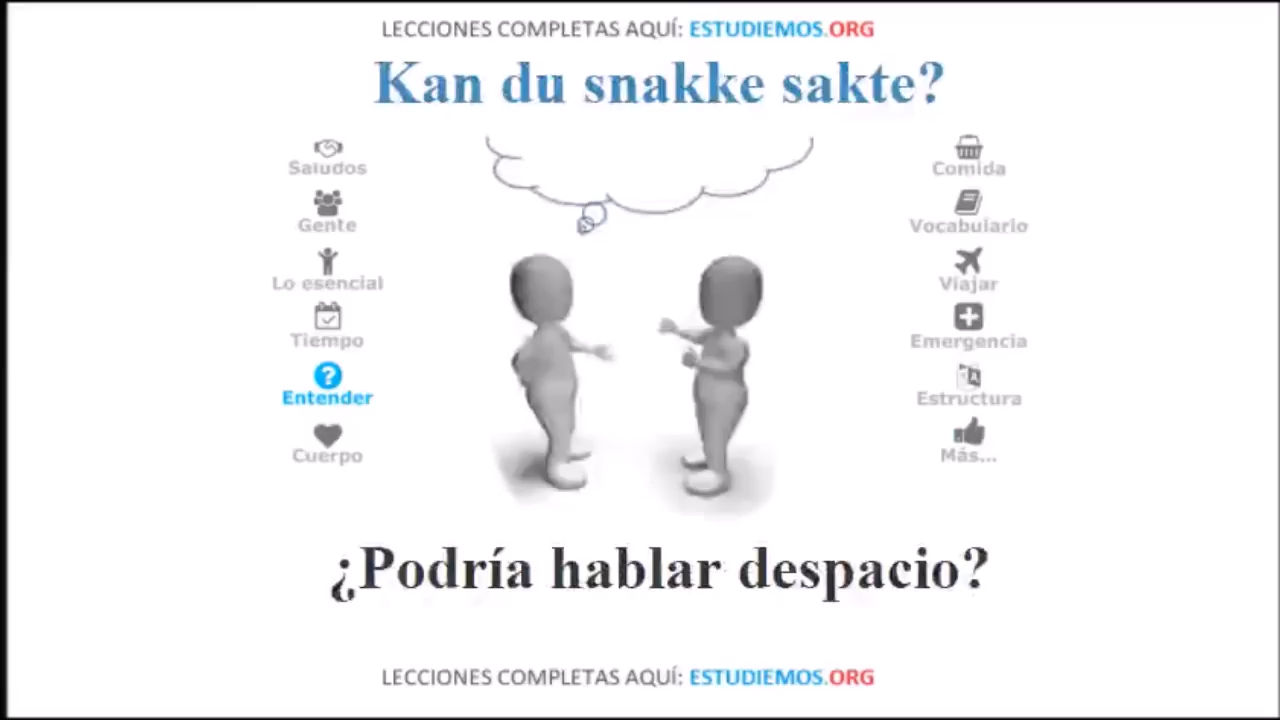 LECCIONES COMPLETAS AQUÍ: ESTUDIEMOS.ORG
Kan du snakke sakte?
Saludos
Gente
Lo esencial
Tiempo
Entender
Cuerpo
Comida
Vocabulario
Viajar
Emergencia
Estructura
Más...
¿Podría hablar despacio?
LECCIONES COMPLETAS AQUÍ: ESTUDIEMOS.ORG